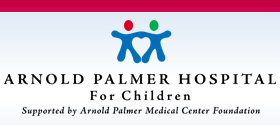 ARNOLD PALMER HOSPITAL
For Children
Supported by Arnold Palmer Medical Center Foundation